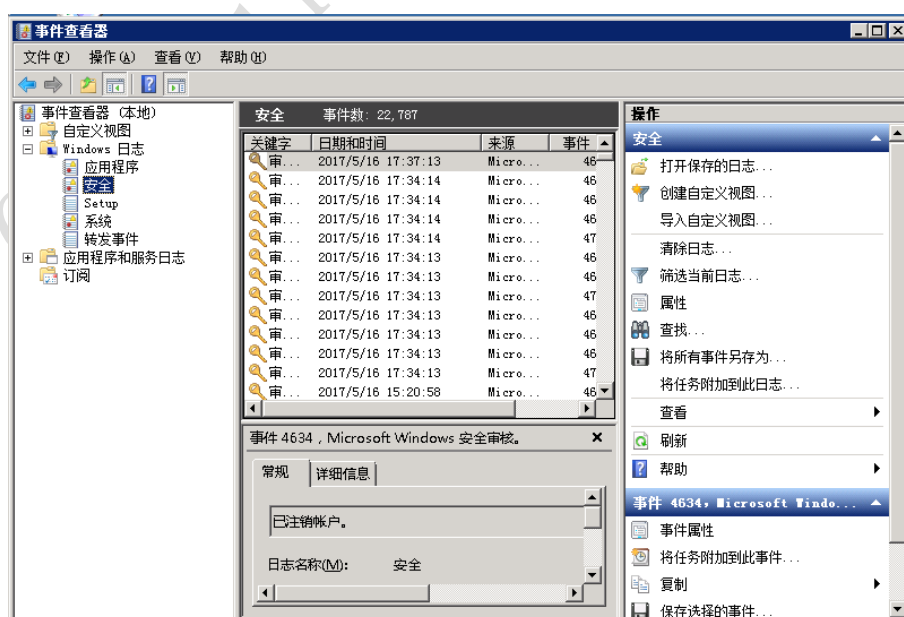 事件查看器
文件(F) 操作(A) 查看(V) 帮助(H)
事件查看器 (本地)
自定义视图
Windows 日志
应用程序
安全
Setup
系统
转发事件
应用程序和服务日志
订阅
安全 事件数: 22,787
关键字 日期和时间 来源 事件
审... 2017/5/16 17:37:13 Micro... 46
审... 2017/5/16 17:34:14 Micro... 46
审... 2017/5/16 17:34:14 Micro... 46
审... 2017/5/16 17:34:14 Micro... 46
审... 2017/5/16 17:34:14 Micro... 47
审... 2017/5/16 17:34:13 Micro... 46
审... 2017/5/16 17:34:13 Micro... 46
审... 2017/5/16 17:34:13 Micro... 47
审... 2017/5/16 17:34:13 Micro... 46
审... 2017/5/16 17:34:13 Micro... 46
审... 2017/5/16 17:34:13 Micro... 46
审... 2017/5/16 17:34:13 Micro... 47
审... 2017/5/16 15:20:58 Micro... 46
事件 4634，Microsoft Windows 安全审核。
常规 详细信息
已注销帐户。
日志名称(M): 安全
操作
安全
打开保存的日志...
创建自定义视图...
导入自定义视图...
清除日志...
筛选当前日志...
属性
查找...
将所有事件另存为...
将任务附加到此日志...
查看
刷新
帮助
事件 4634，Microsoft Windo...
事件属性
将任务附加到此事件...
复制
保存选择的事件...